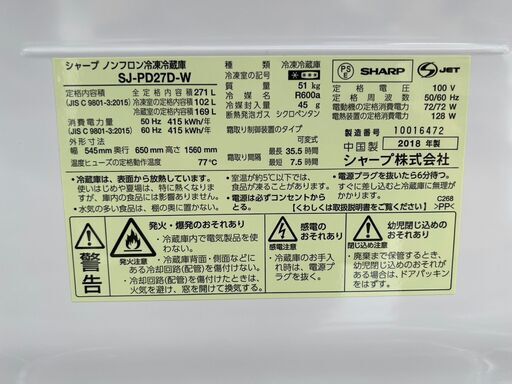 シャープ ノンフロン冷凍冷蔵庫
SJ-PD27D-W
定格内容積 全定格内容積 271 L
(JIS C 9801-3:2015) 冷凍室の定格内容積 102 L
冷蔵室の定格内容積 169 L
消費電力量 50 Hz 415 kWh/年
(JIS C 9801-3:2015) 60 Hz 415 kWh/年
外形寸法
幅 545mm 奥行 650mm 高さ 1560 mm
温度ヒューズの定格動作温度 77℃
種類 冷凍冷蔵庫
冷凍室の記号
質量 51 kg
冷媒名 R600a
冷媒封入量 45 g
断熱発泡ガス シクロペンタン
霜取り制御装置のタイプ
可変式
霜取り間隔 最長 35.5 時間
最短 7.5 時間
PS
E
SHARP
S JET
定格電圧 100 V
定格周波数 50/60 Hz
電動機の定格消費電力 72/72 W
電熱装置の定格消費電力 128 W
製造番号 10016472
中国製 2018 年製
シャープ株式会社
・冷蔵庫は、表面から放熱しています。
使いはじめや夏場は、特に熱くなりま
すが、庫内の食品に影響はありません。
・水気の多い食品は、棚の奥に置かない。
・室温が約5℃以下では、
食品が凍ることがあります。
・電源は必ずコンセントから
とる。
・電源プラグを抜いたら6分待つ。
すぐに差し込むと冷蔵庫に
負担がかかり、故障の原因。
【くわしくは取扱説明書をご覧ください】
C268
>PP<
警告
発火注意
発火・爆発のおそれあり
・冷蔵庫内で電気製品を使
わない。
・冷蔵庫背面・側面などに
ある冷却回路(配管)を傷付けない。
・冷却回路(配管)を傷付けたときは、
火気を避け、窓を開けて換気する。
感電注意
感電の
おそれあり
・冷蔵庫のお手
入れ時は、電源プ
ラグを抜く。
幼児閉じ込め注意
幼児閉じ込めの
おそれあり
・廃棄まで保管するとき、
幼児が閉じ込められるおそれ
がある場合は、ドアパッキン
をはずす。